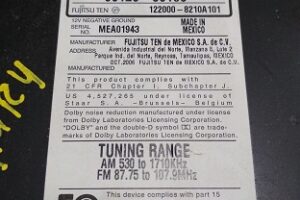 FUJITSU TEN 122000-8210A101
12V NEGATIVE GROUND MADE IN
SERIAL MEXICO
NO. MEA01943
MANUFACTURER FUJITSU TEN de MEXICO S.A. de C.V.
Avenida Industrial del Norte, Manzana 5, Lote 2
Parque Ind. del Norte, Reynosa, Tamaulipas, MEXICO
MANUFACTURED
This product complies with
21 CFR Chapter I, Subchapter J.
U S 4,527,265 under license of
Staar S. A. -Brussels- Belgium
Dolby noise reduction manufactured under license from
Dolby Laboratories Licensing Corporation.
"DOLBY" and the double-D symbol are trade-
marks of Dolby Laboratories Licensing Corporation.
TUNING RANGE
AM 530 to 1710KHz
FM 87.75 to 107.9MHz
This device complies with part 15